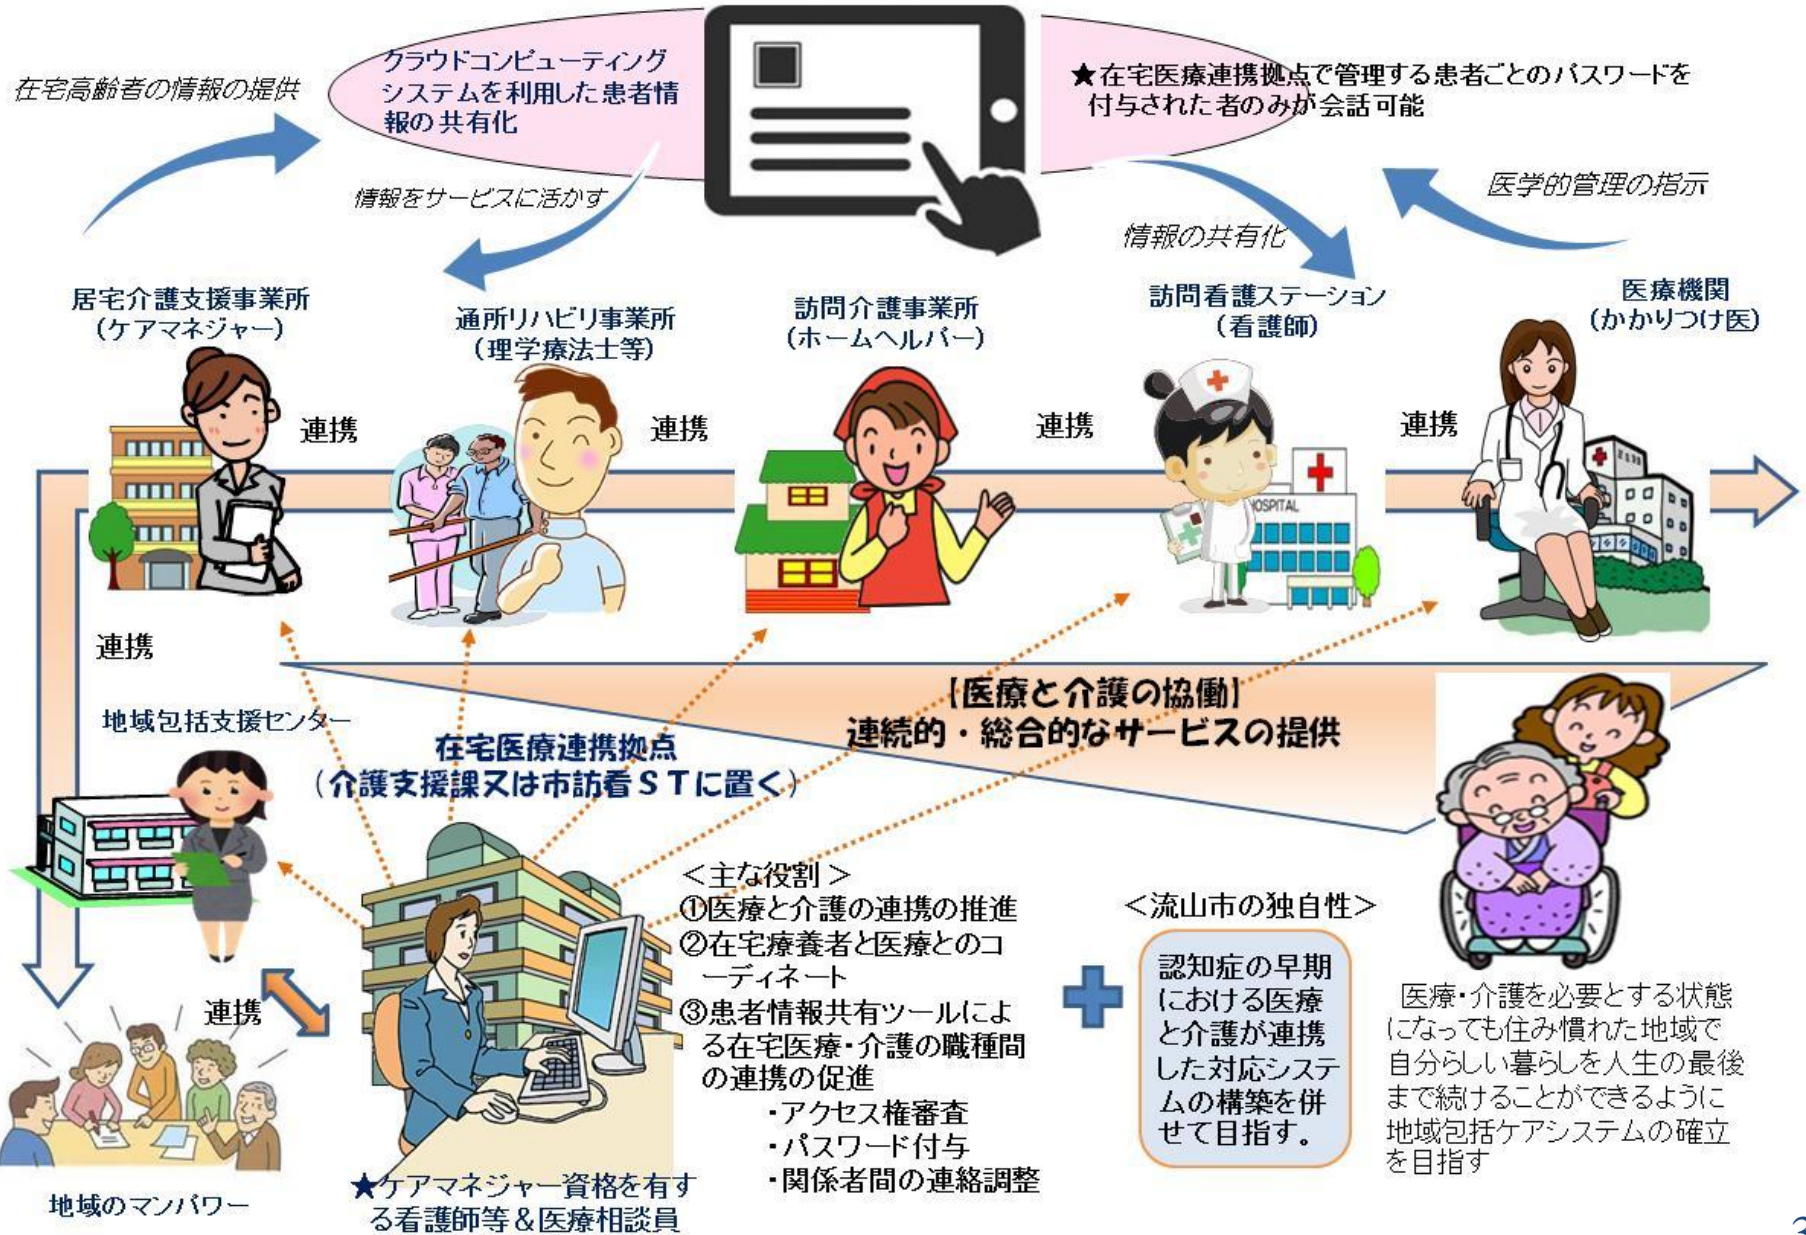 在宅高齢者の情報の提供
クラウドコンピューティング
システムを利用した患者情
報の共有化
★在宅医療連携拠点で管理する患者ごとのパスワードを
付与された者のみが会話可能
情報をサービスに活かす
情報の共有化
医学的管理の指示
居宅介護支援事業所
(ケアマネジャー)
通所リハビリ事業所
(理学療法士等)
訪問介護事業所
(ホームヘルパー)
訪問看護ステーション
(看護師)
医療機関
(かかりつけ医)
連携
連携
連携
連携
HOSPITAL
連携
地域包括支援センター
在宅医療連携拠点
(介護支援課又は市訪看STに置く)
【医療と介護の協働】
連続的・総合的なサービスの提供
連携
地域のマンパワー
★ケアマネジャー資格を有す
る看護師等&医療相談員
<主な役割>
①医療と介護の連携の推進
②在宅療養者と医療とのコ
ーディネート
③患者情報共有ツールによ
る在宅医療・介護の職種間
の連携の促進
・アクセス権審査
・パスワード付与
・関係者間の連絡調整
<流山市の独自性>
認知症の早期
における医療
と介護が連携
した対応システ
ムの構築を併
せて目指す。
医療・介護を必要とする状態
になっても住み慣れた地域で
自分らしい暮らしを人生の最後
まで続けることができるように
地域包括ケアシステムの確立
を目指す
3